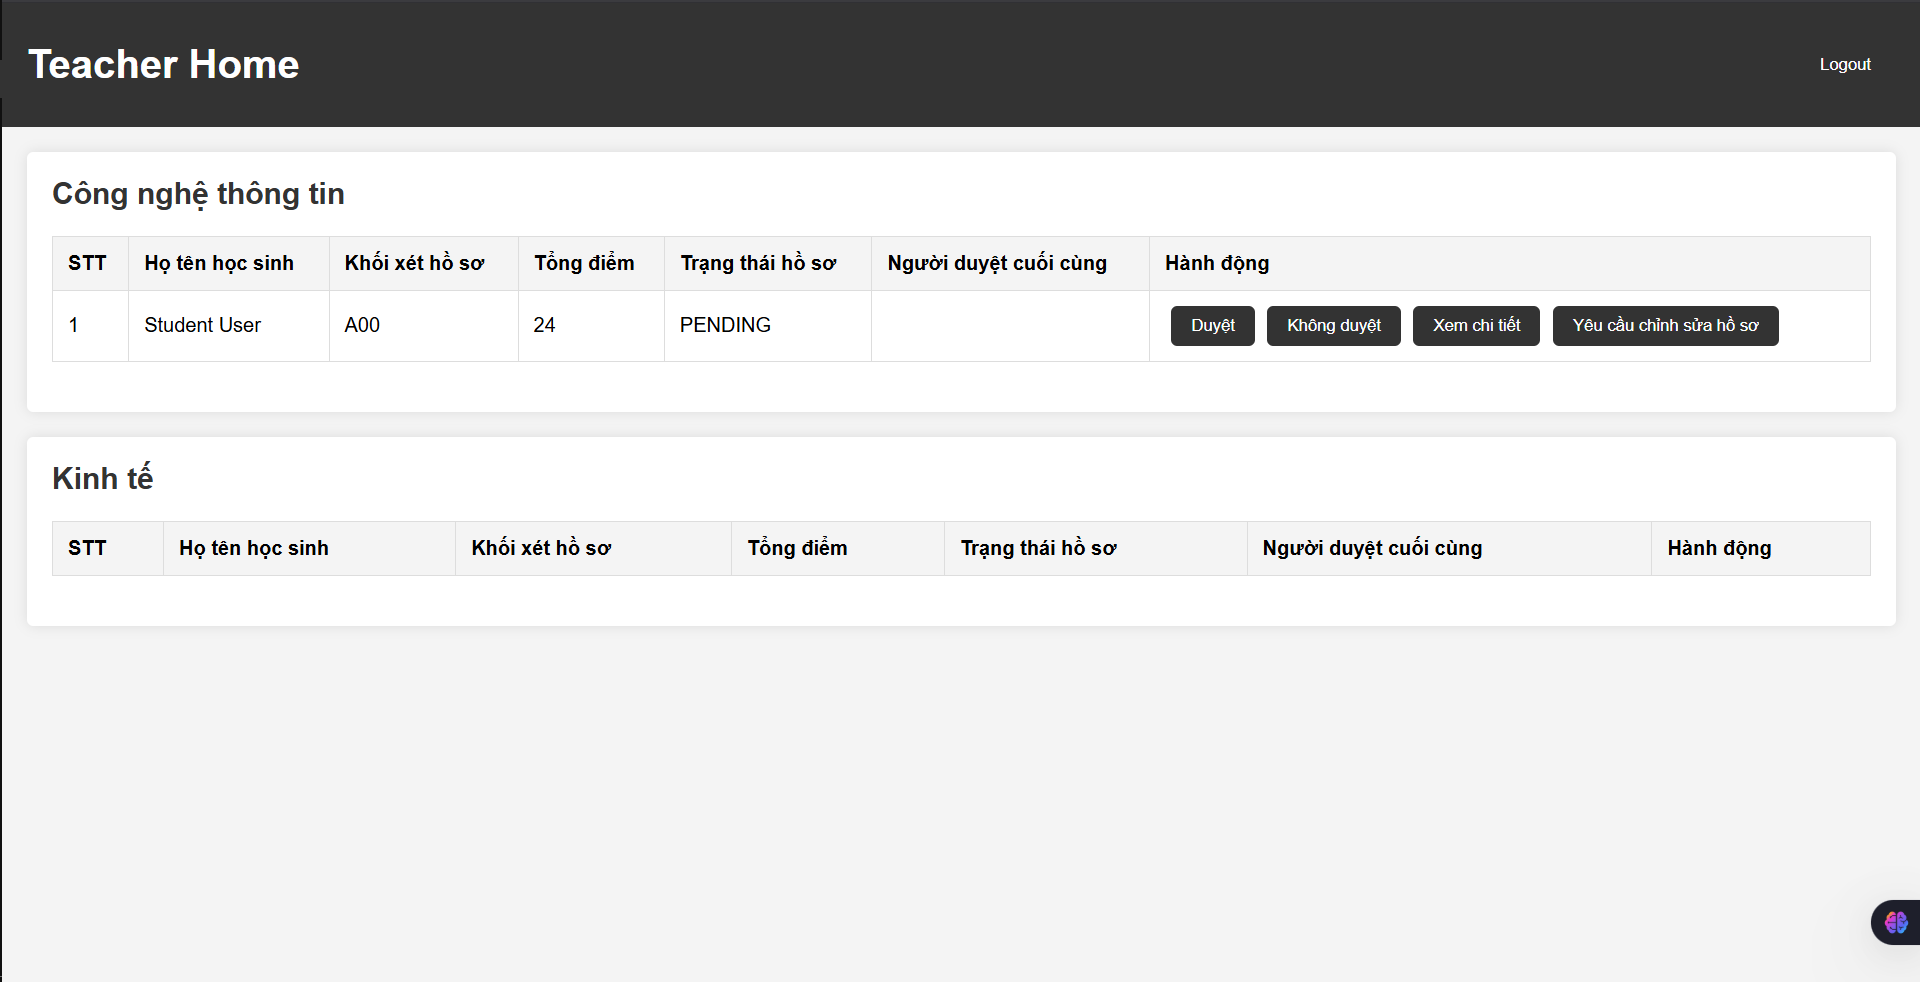 Teacher Home
Logout
Công nghệ thông tin
STT Họ tên học sinh Khối xét hồ sơ Tổng điểm Trạng thái hồ sơ Người duyệt cuối cùng Hành động
1 Student User A00 24 PENDING Duyệt Không duyệt Xem chi tiết Yêu cầu chỉnh sửa hồ sơ
Kinh tế
STT Họ tên học sinh Khối xét hồ sơ Tổng điểm Trạng thái hồ sơ Người duyệt cuối cùng Hành động